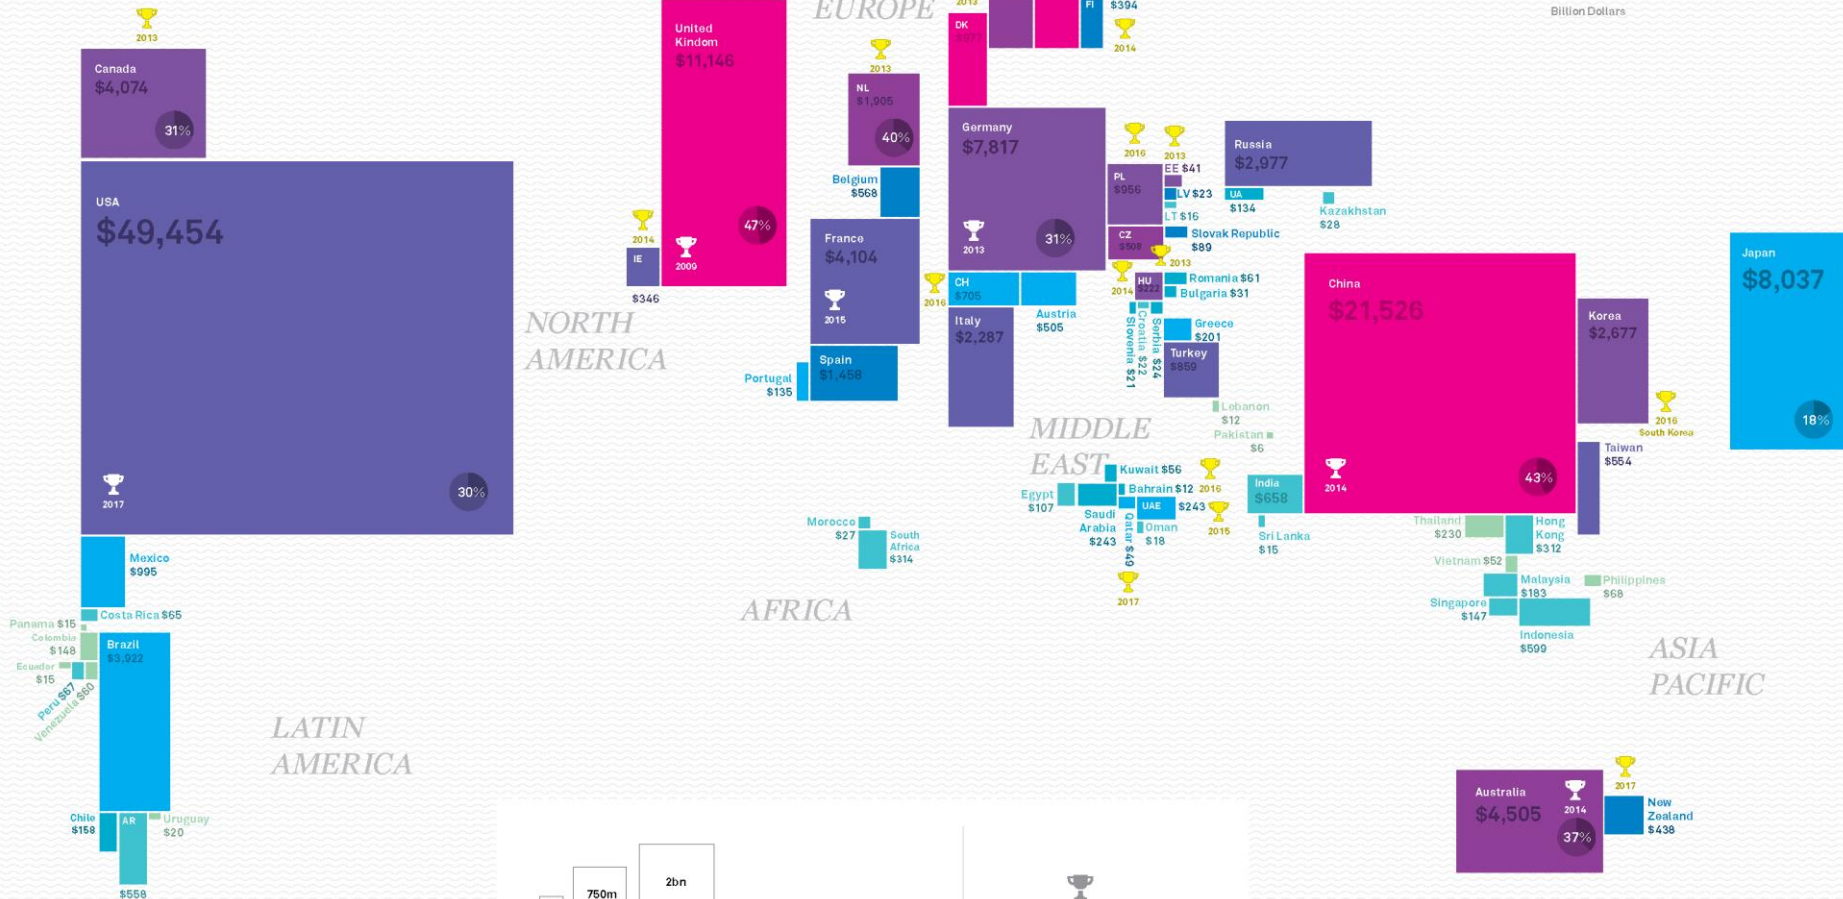 2013
Canada
$4,074
31%
USA
$49,454
2017
30%
Mexico
$995
Costa Rica $65
Panama $15
Colombia
$148
Ecuador
$15
Peru $67
Venezuela $60
Brazil
$3,922
Chile
$158
AR
$558
Uruguay
$20
NORTH
AMERICA
LATIN
AMERICA
EUROPE
United
Kindom
$11,146
2009
47%
2014
IE
$346
2013
NL
$1,905
40%
Belgium
$568
France
$4,104
2015
Spain
$1,458
Portugal
$135
2013
DK
FI
$394
2014
Germany
$7,817
2013
31%
2016
CH
$705
Austria
$505
Italy
$2,287
2016
2013
PL
$956
EE $41
LV $23
LT $16
CZ
$508
Slovak Republic
$89
2013
2014
HU
$222
Romania $61
Bulgaria $31
Slovenia $21
Croatia $22
Serbia $24
Greece
$201
Turkey
$859
Russia
$2,977
UA
$134
Kazakhstan
$28
Lebanon
$12
Pakistan
$6
MIDDLE
EAST
Kuwait $56
Bahrain $12
2016
Egypt
$107
Saudi
Arabia
$243
Qatar $49
UAE
$243
2015
Oman
$18
2017
Morocco
$27
South
Africa
$314
AFRICA
India
$658
Sri Lanka
$15
China
$21,526
2014
43%
Korea
$2,677
2016
South Korea
Taiwan
$554
Japan
$8,037
18%
Thailand
$230
Hong
Kong
$312
Vietnam $52
Malaysia
$183
Philippines
$68
Singapore
$147
Indonesia
$599
ASIA
PACIFIC
Australia
$4,505
2014
37%
2017
New
Zealand
$438
Billion Dollars
750m
2bn